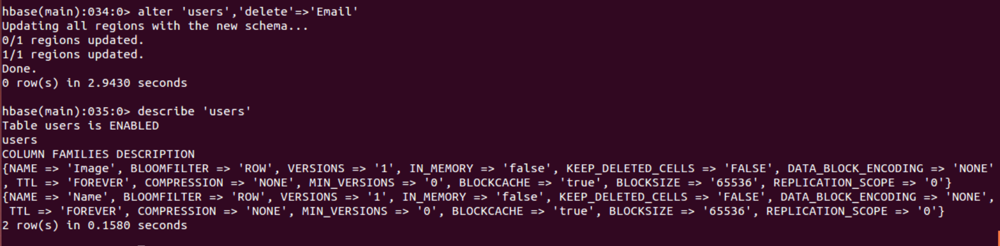 hbase(main):034:0> alter 'users','delete'=>'Email'
Updating all regions with the new schema...
0/1 regions updated.
1/1 regions updated.
Done.
0 row(s) in 2.9430 seconds
hbase(main):035:0> describe 'users'
Table users is ENABLED
users
COLUMN FAMILIES DESCRIPTION
{NAME => 'Image', BLOOMFILTER => 'ROW', VERSIONS => '1', IN_MEMORY => 'false', KEEP_DELETED_CELLS => 'FALSE', DATA_BLOCK_ENCODING => 'NONE'
, TTL => 'FOREVER', COMPRESSION => 'NONE', MIN_VERSIONS => '0', BLOCKCACHE => 'true', BLOCKSIZE => '65536', REPLICATION_SCOPE => '0'}
{NAME => 'Name', BLOOMFILTER => 'ROW', VERSIONS => '1', IN_MEMORY => 'false', KEEP_DELETED_CELLS => 'FALSE', DATA_BLOCK_ENCODING => 'NONE',
 TTL => 'FOREVER', COMPRESSION => 'NONE', MIN_VERSIONS => '0', BLOCKCACHE => 'true', BLOCKSIZE => '65536', REPLICATION_SCOPE => '0'}
2 row(s) in 0.1580 seconds